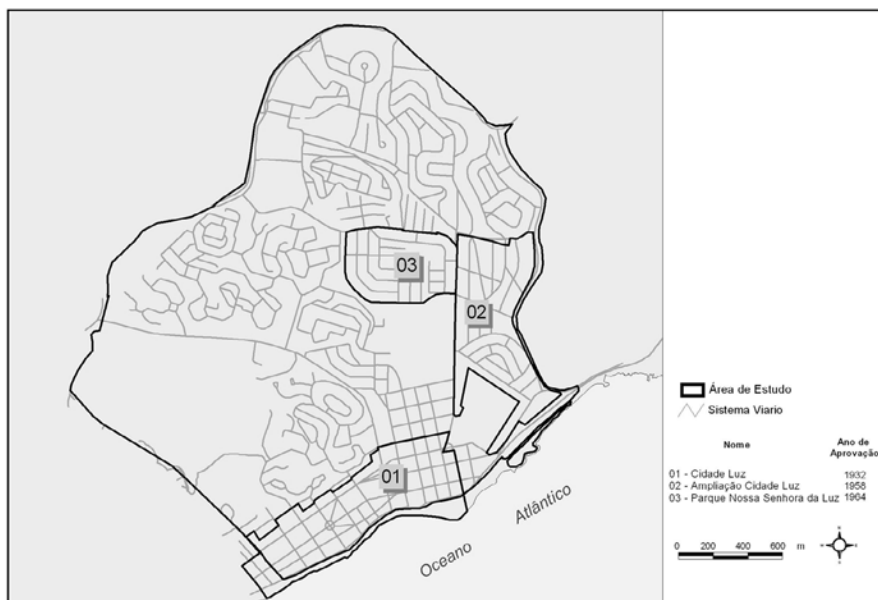 03
02
01
Oceano Atlântico
Área de Estudo
Sistema Viario
Nome Ano de Aprovação
01 - Cidade Luz 1932
02 - Ampliação Cidade Luz 1958
03 - Parque Nossa Senhora da Luz 1964
0 200 400 600 m